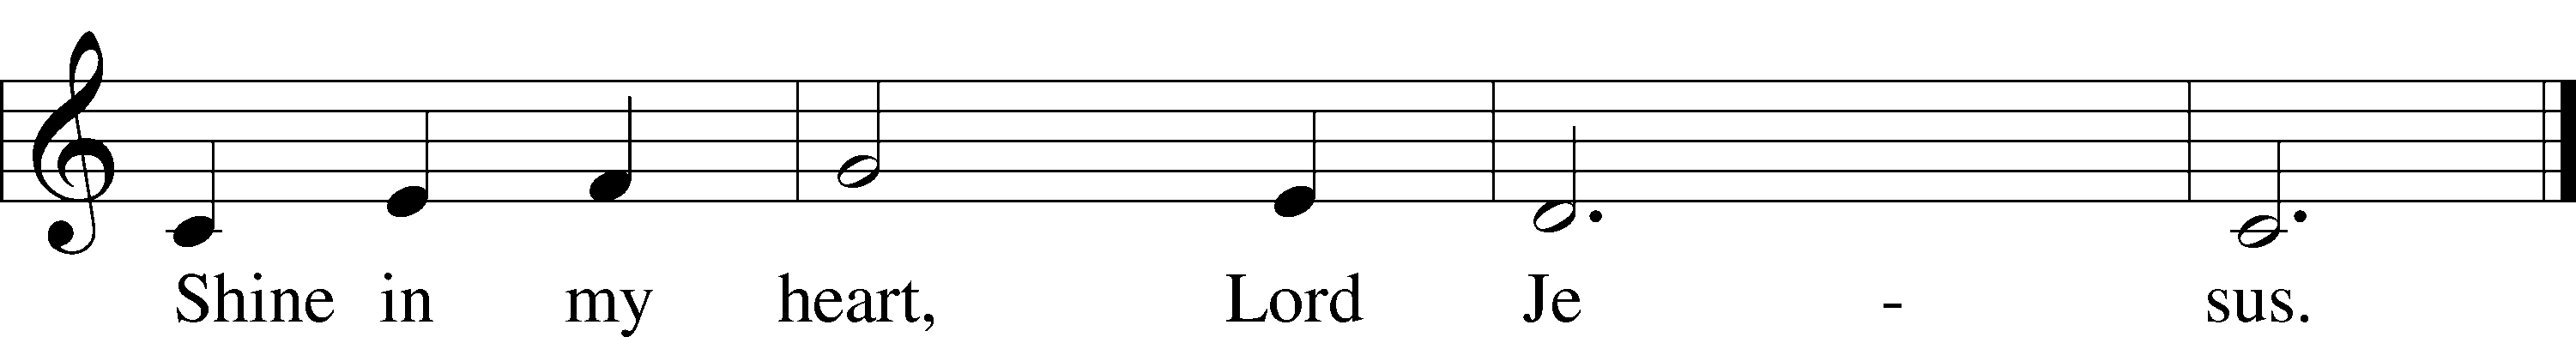 Shine in my heart, Lord Je - sus.